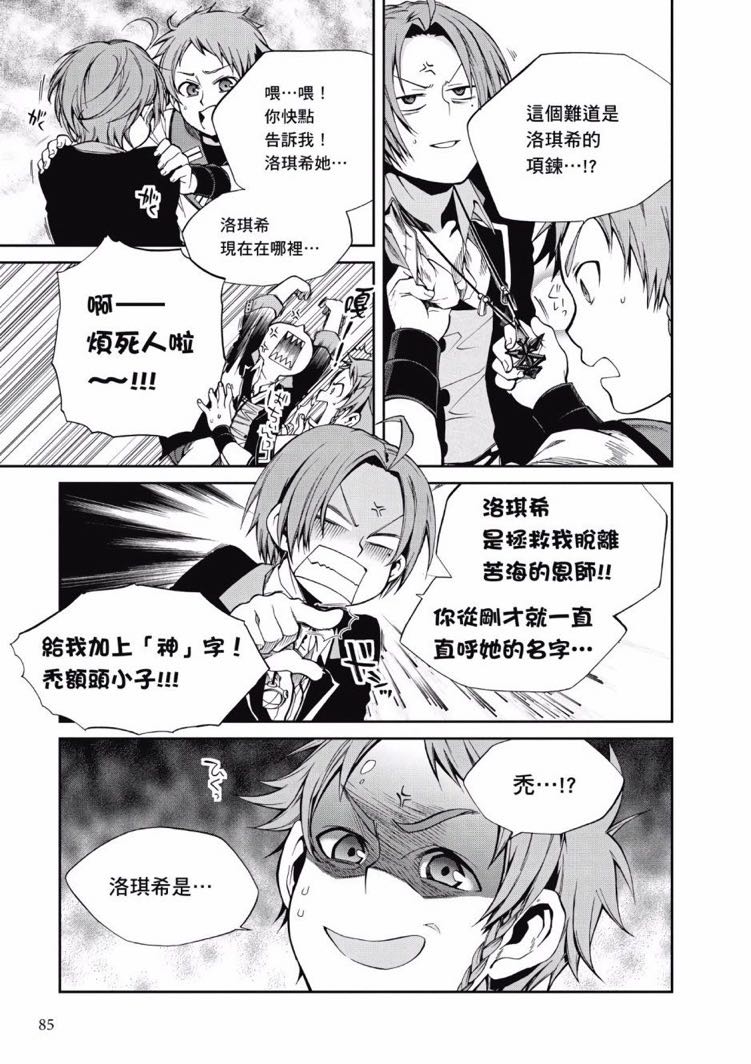 這個難道是
洛琪希的
項鍊…!?
喂…喂！
你快點
告訴我！
洛琪希她…
洛琪希
現在在哪裡…
嘎
啊——
煩死人啦
～～!!!
洛琪希
是拯救我脫離
苦海的恩師!!
你從剛才就一直
直呼她的名字…
給我加上「神」字！
禿額頭小子!!!
禿…!?
ひくっ
洛琪希是…
85